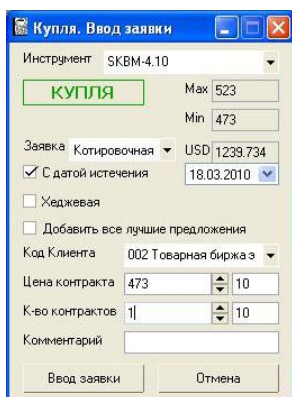 Купля. Ввод заявки
Инструмент SKBM-4.10
КУПЛЯ Max 523
Min 473
Заявка Котировочная USD 1239.734
С датой истечения 18.03.2010
Хеджевая
Добавить все лучшие предложения
Код Клиента 002 Товарная биржа э
Цена контракта 473 10
К-во контрактов 1 10
Комментарий
Ввод заявки Отмена